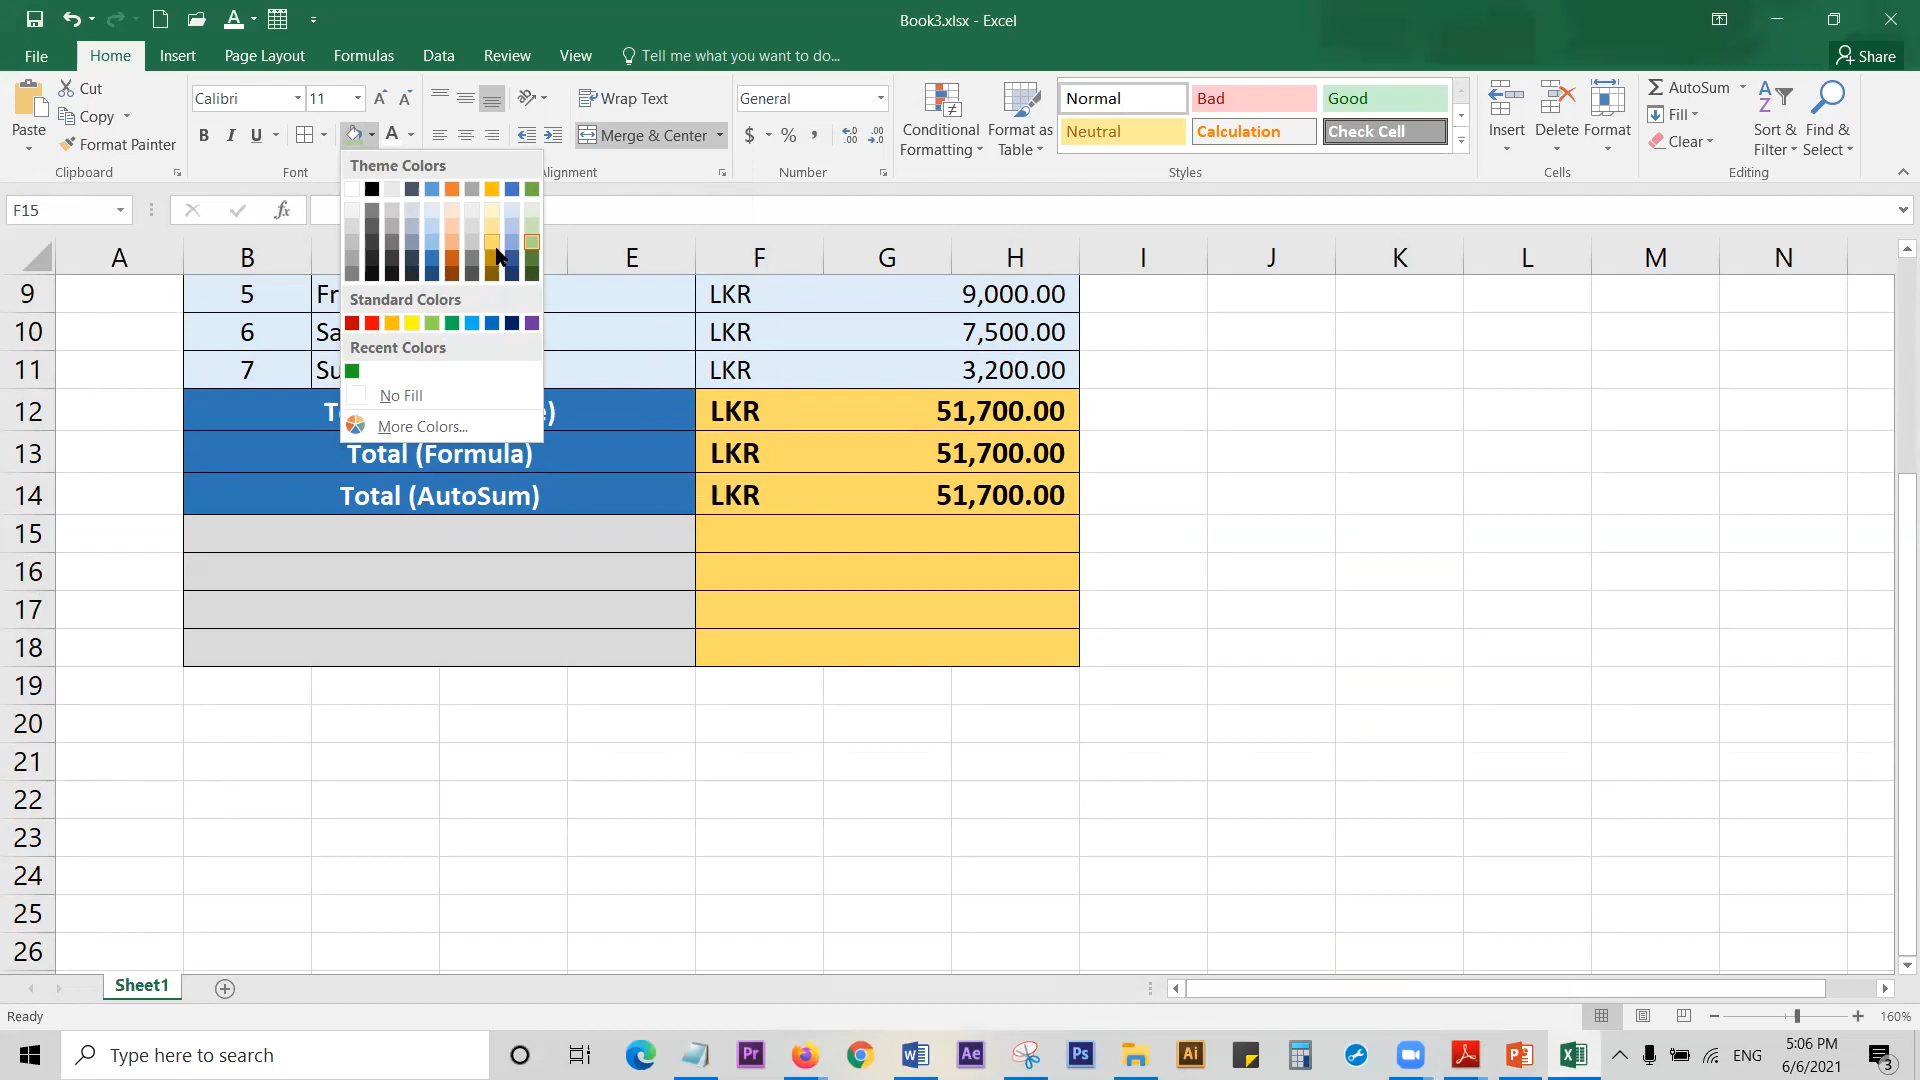 Book3.xlsx - Excel
File Home Insert Page Layout Formulas Data Review View Tell me what you want to do... Share
Paste Cut
Copy
Format Painter
Clipboard
Calibri 11
B I U A
Font
Wrap Text
Merge & Center
Alignment
General
$ % ,
Number
Conditional Formatting
Format as Table
Normal Bad Good
Neutral Calculation Check Cell
Styles
Insert Delete Format
Cells
AutoSum
Fill
Clear
Sort & Filter
Find & Select
Editing
F15 fx
Theme Colors
Standard Colors
Recent Colors
No Fill
More Colors...
A B E F G H I J K L M N
9 5 Fr LKR 9,000.00
10 6 Sa LKR 7,500.00
11 7 Su LKR 3,200.00
12 T ) LKR 51,700.00
13 Total (Formula) LKR 51,700.00
14 Total (AutoSum) LKR 51,700.00
15
16
17
18
19
20
21
22
23
24
25
26
Sheet1
Ready 160%
Type here to search
Pr W Ae Ps Ai
ENG
5:06 PM
6/6/2021
3